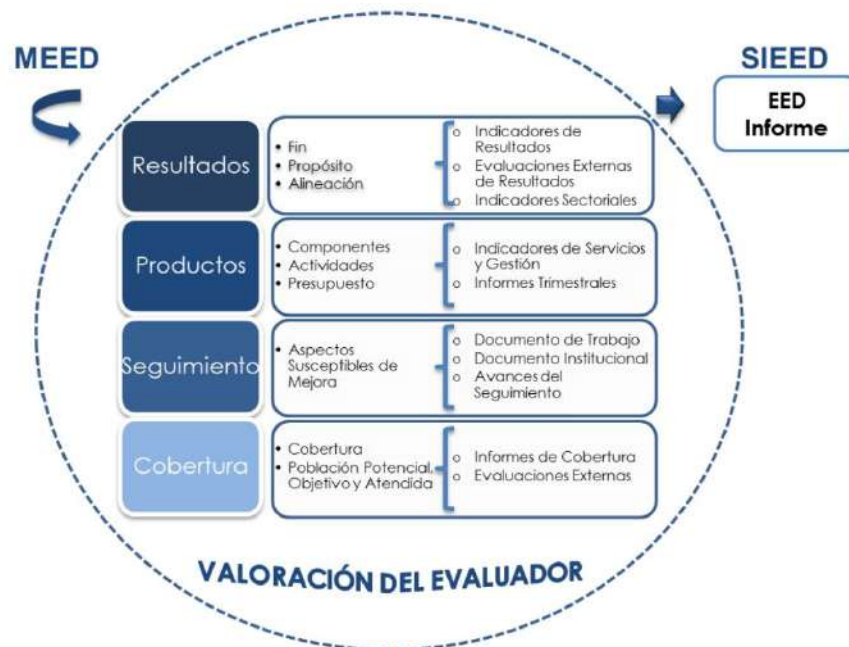 MEED
SIEED
EED
Informe
Resultados
• Fin
• Propósito
• Alineación
o Indicadores de
Resultados
o Evaluaciones Externas
de Resultados
o Indicadores Sectoriales
Productos
• Componentes
• Actividades
• Presupuesto
o Indicadores de Servicios
y Gestión
o Informes Trimestrales
Seguimiento
• Aspectos
Susceptibles de
Mejora
o Documento de Trabajo
o Documento Institucional
o Avances del
Seguimiento
Cobertura
• Cobertura
• Población Potencial,
Objetivo y Atendida
o Informes de Cobertura
o Evaluaciones Externas
VALORACIÓN DEL EVALUADOR